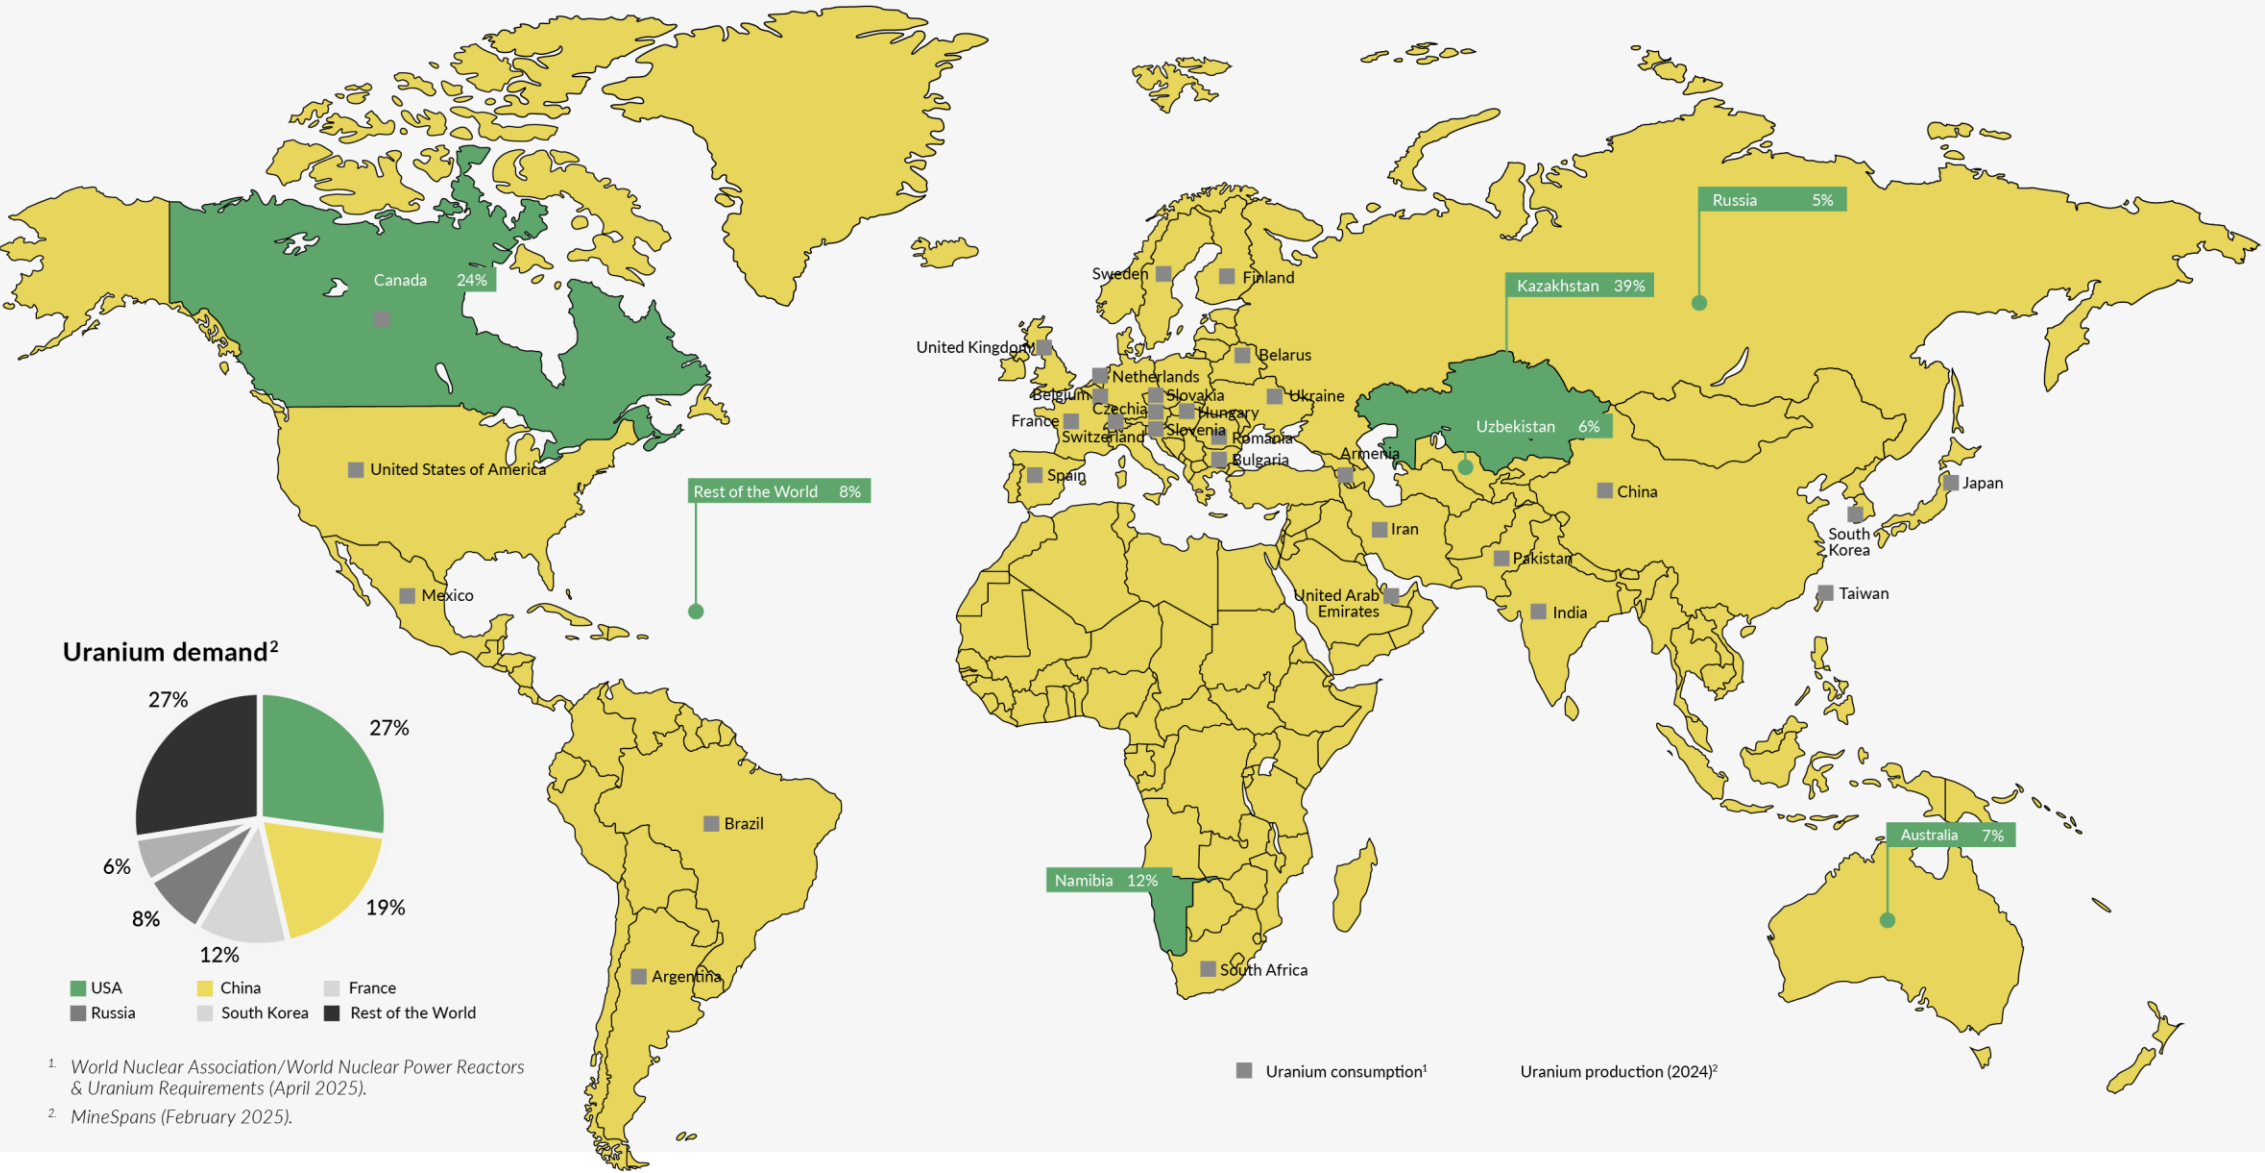 Russia 5%
Sweden
Finland
Canada 24%
Kazakhstan 39%
United Kingdom
Belarus
Netherlands
Belgium
Slovakia
Ukraine
Czechia
Hungary
France
Uzbekistan 6%
Switzerland
Slovenia
Romania
Armenia
Bulgaria
United States of America
Spain
China
Japan
Rest of the World 8%
Iran
South
Korea
Pakistan
Mexico
United Arab
Emirates
Taiwan
India
Brazil
Australia 7%
Namibia 12%
South Africa
Argentina
Uranium demand2
27%
27%
6%
19%
8%
12%
USA China France
Russia South Korea Rest of the World
1. World Nuclear Association/World Nuclear Power Reactors
& Uranium Requirements (April 2025).
2. MineSpans (February 2025).
Uranium consumption1 Uranium production (2024)2